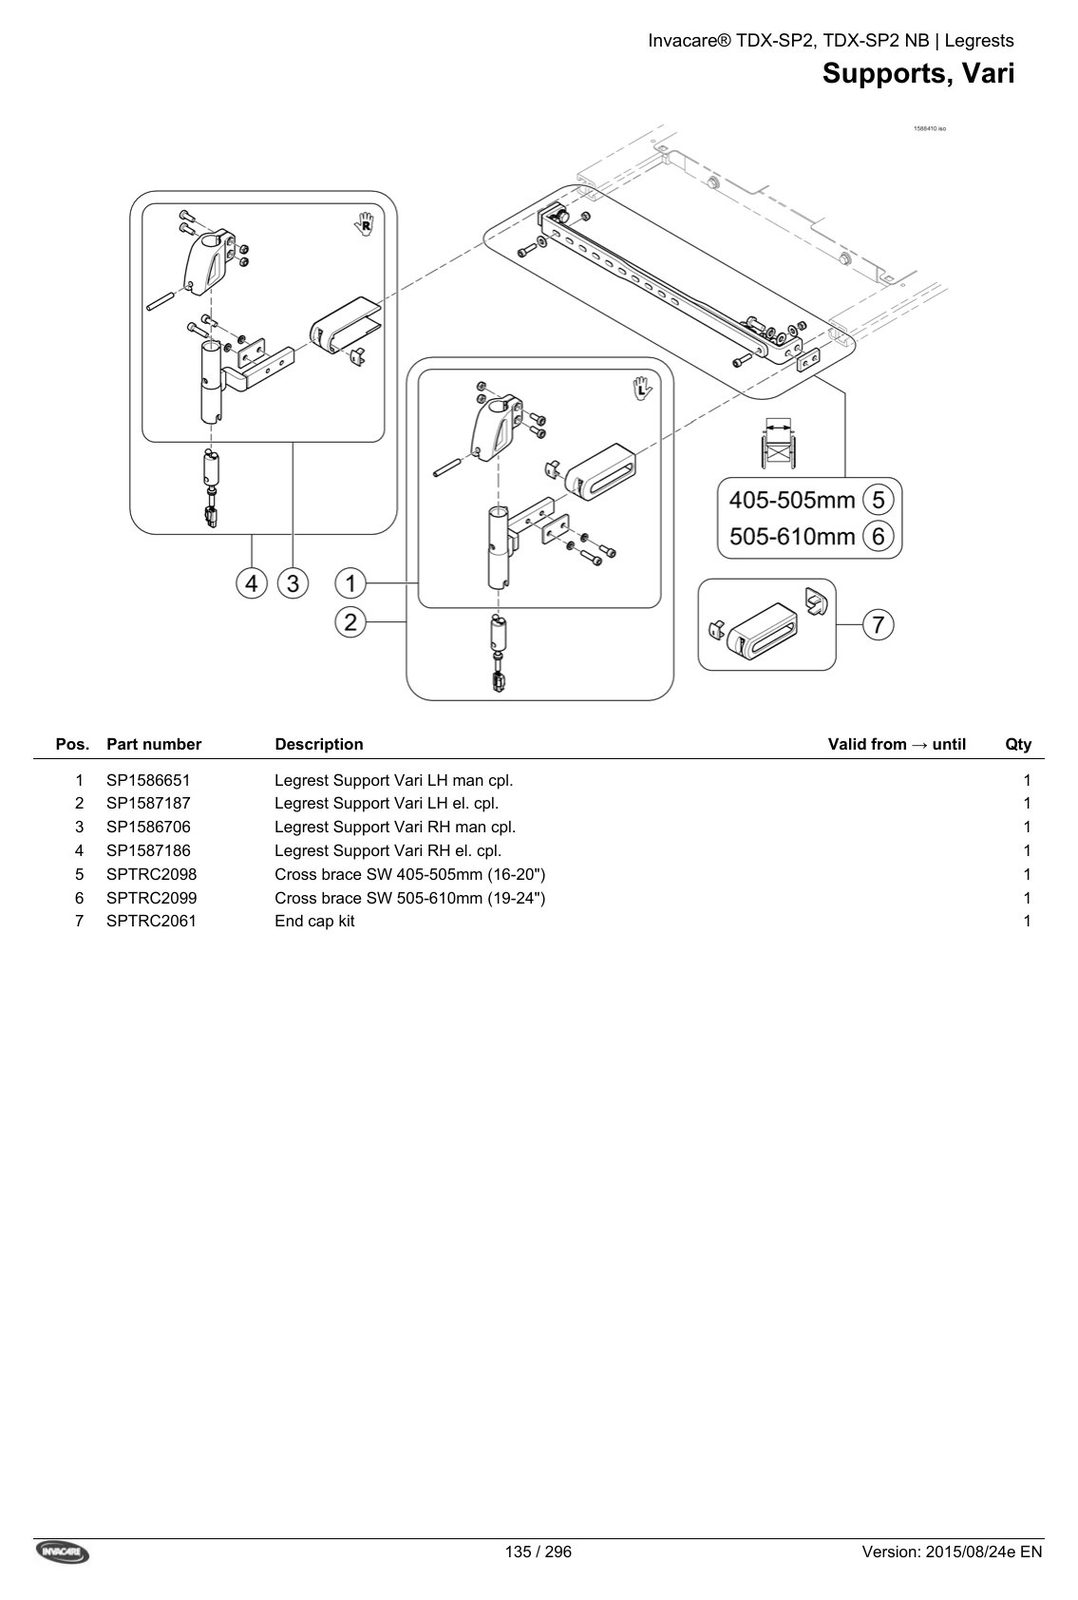 Invacare® TDX-SP2, TDX-SP2 NB | Legrests
Supports, Vari
1588410.iso
R
L
405-505mm 5
505-610mm 6
4 3 1
2
7
Pos. Part number Description Valid from → until Qty
1 SP1586651 Legrest Support Vari LH man cpl. 1
2 SP1587187 Legrest Support Vari LH el. cpl. 1
3 SP1586706 Legrest Support Vari RH man cpl. 1
4 SP1587186 Legrest Support Vari RH el. cpl. 1
5 SPTRC2098 Cross brace SW 405-505mm (16-20") 1
6 SPTRC2099 Cross brace SW 505-610mm (19-24") 1
7 SPTRC2061 End cap kit 1
INVACARE 135 / 296 Version: 2015/08/24e EN